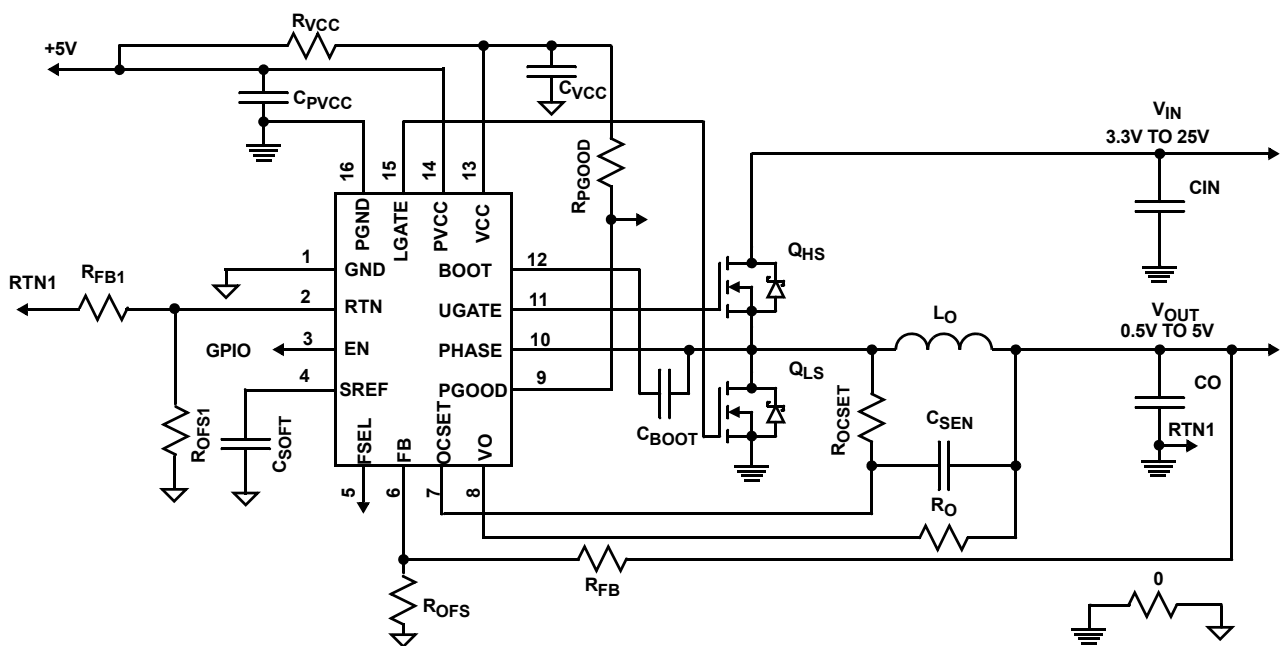 RVCC
+5V
CPVCC
CVCC
RPGOOD
VIN
3.3V TO 25V
CIN
16
15
14
13
PGND
LGATE
PVCC
VCC
1
GND
BOOT
12
RTN1
RFB1
2
RTN
UGATE
11
QHS
GPIO
3
EN
PHASE
10
LO
VOUT
0.5V TO 5V
4
SREF
PGOOD
9
QLS
CO
ROFS1
CSOFT
FSEL
FB
OCSET
VO
CBOOT
ROCSET
CSEN
RTN1
5
6
7
8
RO
RFB
ROFS
0